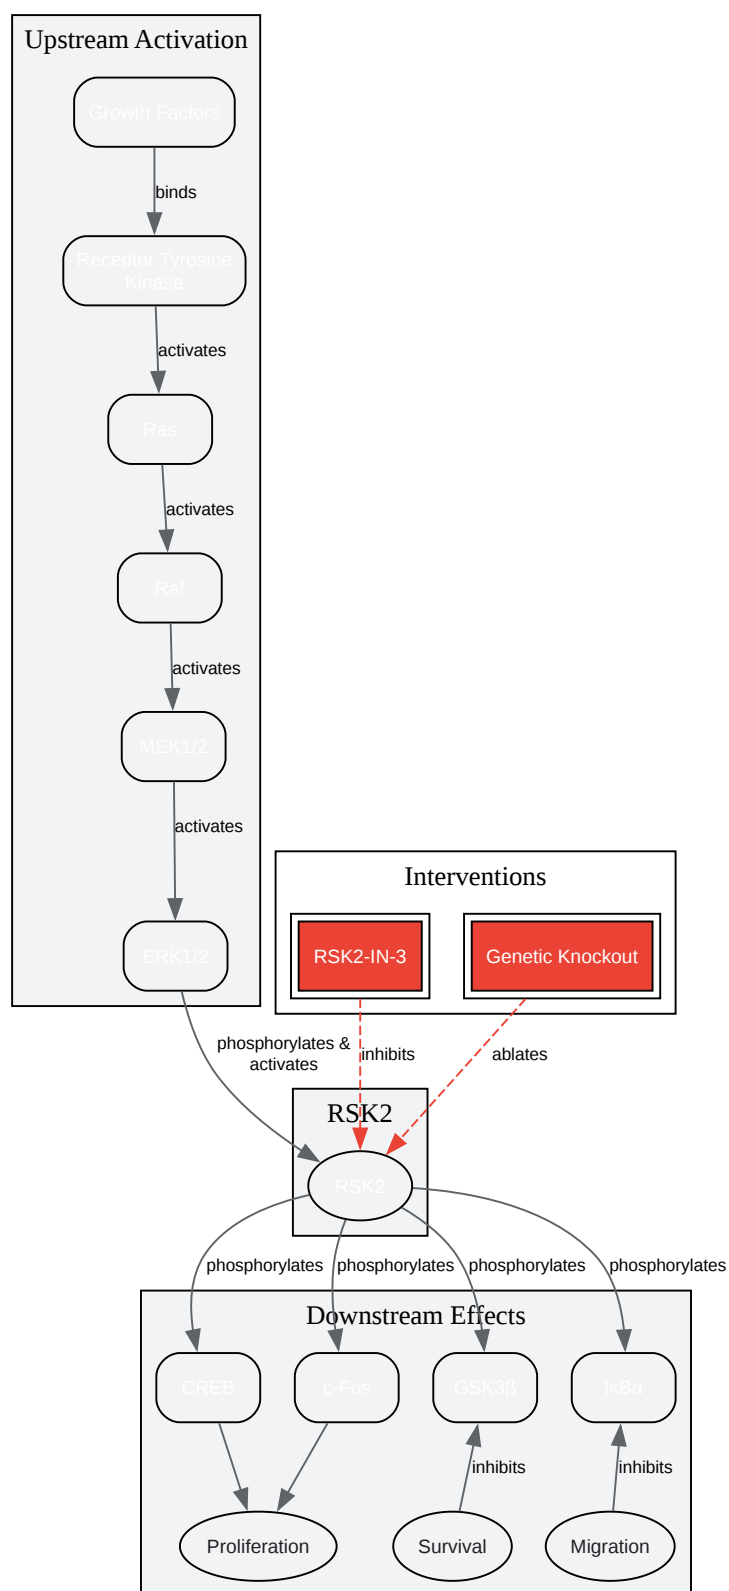 Upstream Activation
Growth Factors
binds
Receptor Tyrosine
Kinase
activates
Ras
activates
Raf
activates
MEK1/2
activates
ERK1/2
Interventions
RSK2-IN-3
Genetic Knockout
phosphorylates &
activates
inhibits
ablates
RSK2
RSK2
phosphorylates
phosphorylates
phosphorylates
phosphorylates
Downstream Effects
CREB
c-Fos
GSK3β
IκBα
inhibits
inhibits
Proliferation
Survival
Migration